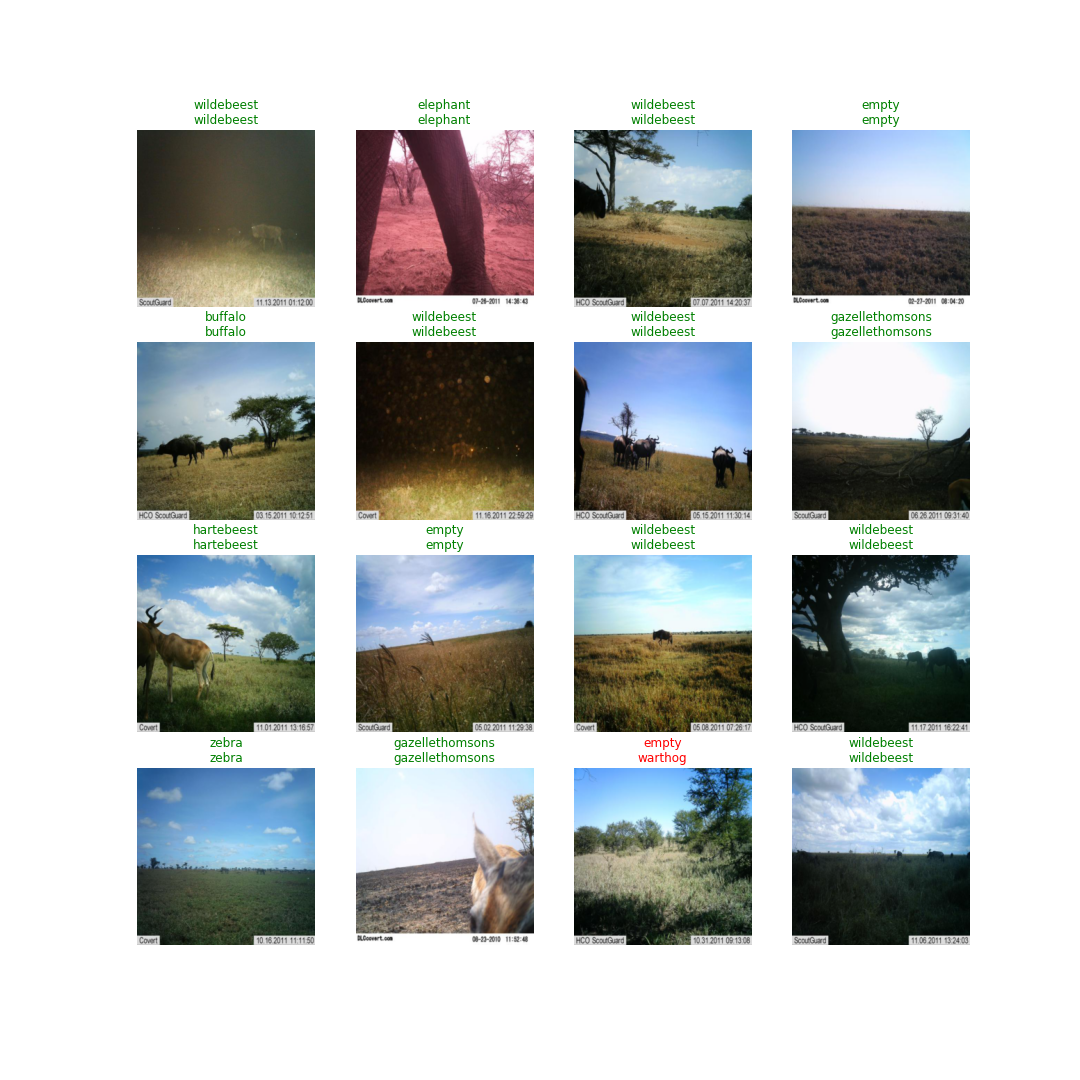 wildebeest
wildebeest
elephant
elephant
wildebeest
wildebeest
empty
empty
ScoutGuard 11.13.2011 01:12:00
DLCcovert.com 07-28-2011 14:36:43
HCO ScoutGuard 07.07.2011 14:20:37
DLCcovert.com 02-27-2011 08:04:20
buffalo
buffalo
wildebeest
wildebeest
wildebeest
wildebeest
gazellethomsons
gazellethomsons
HCO ScoutGuard 03.15.2011 10:12:51
Covert 11.16.2011 22:59:29
HCO ScoutGuard 05.15.2011 11:30:14
ScoutGuard 06.26.2011 09:31:40
hartebeest
hartebeest
empty
empty
wildebeest
wildebeest
wildebeest
wildebeest
Covert 11.01.2011 13:16:57
ScoutGuard 05.02.2011 11:29:38
Covert 05.08.2011 07:26:17
HCO ScoutGuard 11.17.2011 16:22:41
zebra
zebra
gazellethomsons
gazellethomsons
empty
warthog
wildebeest
wildebeest
Covert 10.16.2011 11:11:50
DLCcovert.com 06-23-2010 11:52:48
HCO ScoutGuard 10.31.2011 09:13:08
ScoutGuard 11.06.2011 13:24:03